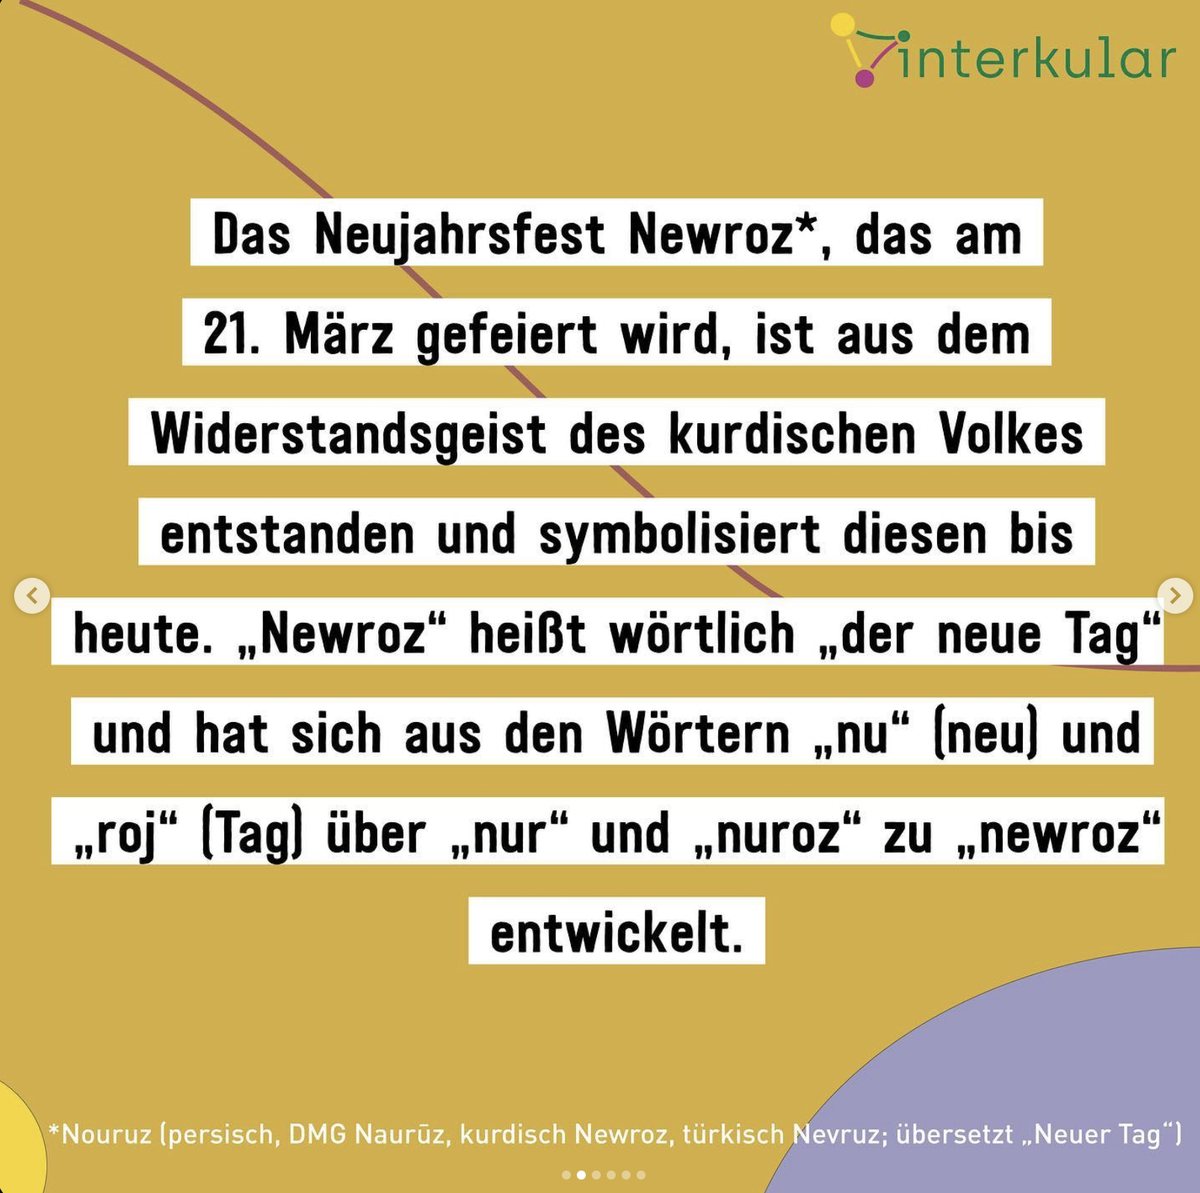 interkular
Das Neujahrsfest Newroz*, das am
21. März gefeiert wird, ist aus dem
Widerstandsgeist des kurdischen Volkes
entstanden und symbolisiert diesen bis
heute. „Newroz“ heißt wörtlich „der neue Tag“
und hat sich aus den Wörtern „nu“ (neu) und
„roj“ (Tag) über „nur“ und „nuroz“ zu „newroz“
entwickelt.
*Nouruz (persisch, DMG Naurūz, kurdisch Newroz, türkisch Nevruz; übersetzt „Neuer Tag“)